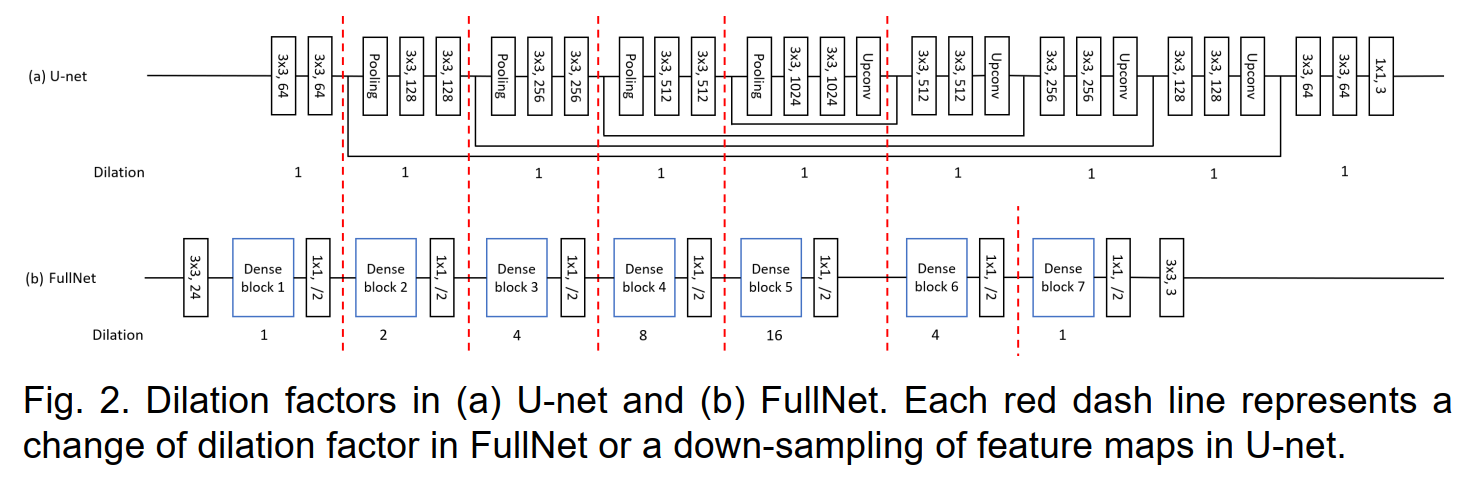 (a) U-net
3x3, 64
3x3, 64
Pooling
3x3, 128
3x3, 128
Pooling
3x3, 256
3x3, 256
Pooling
3x3, 512
3x3, 512
Pooling
3x3, 1024
3x3, 1024
Upconv
3x3, 512
3x3, 512
Upconv
3x3, 256
3x3, 256
Upconv
3x3, 128
3x3, 128
Upconv
3x3, 64
3x3, 64
1x1, 3
Dilation 1 1 1 1 1 1 1 1 1
(b) FullNet
3x3, 24
Dense
block 1
1x1, /2
Dense
block 2
1x1, /2
Dense
block 3
1x1, /2
Dense
block 4
1x1, /2
Dense
block 5
1x1, /2
Dense
block 6
1x1, /2
Dense
block 7
1x1, /2
3x3, 3
Dilation 1 2 4 8 16 4 1
Fig. 2. Dilation factors in (a) U-net and (b) FullNet. Each red dash line represents a
change of dilation factor in FullNet or a down-sampling of feature maps in U-net.